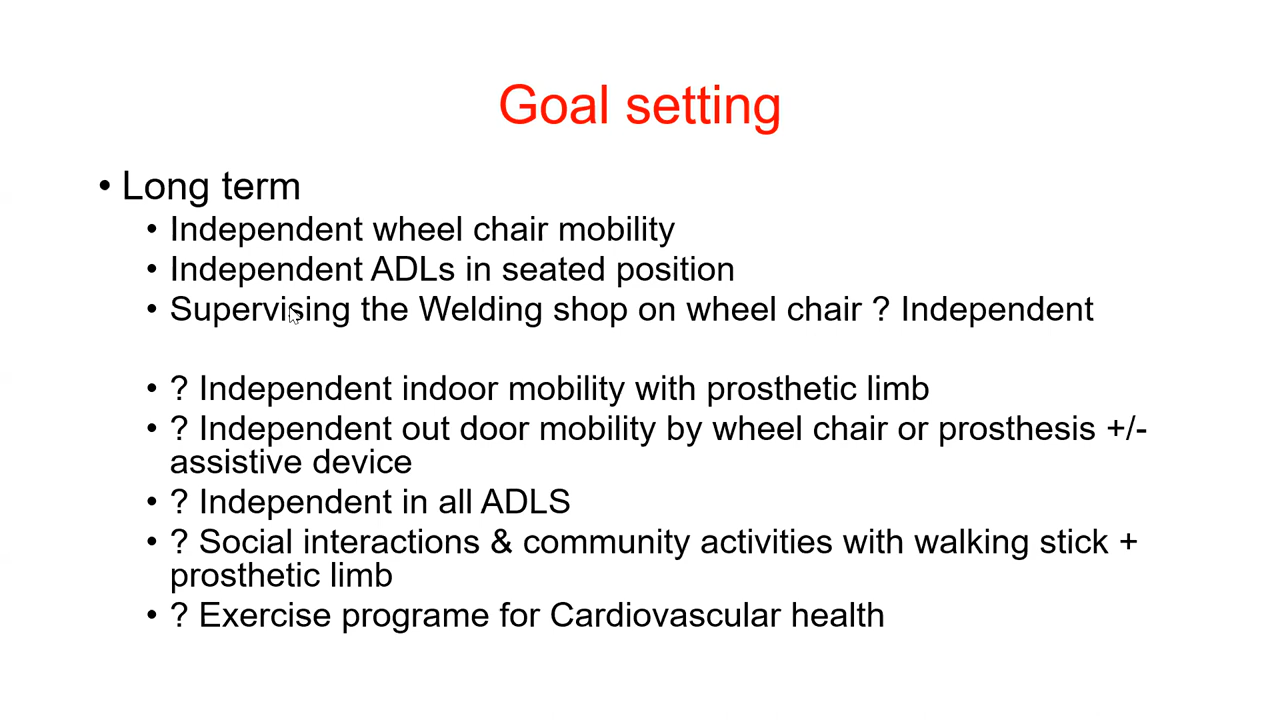 Goal setting
• Long term
• Independent wheel chair mobility
• Independent ADLs in seated position
• Supervising the Welding shop on wheel chair ? Independent
• ? Independent indoor mobility with prosthetic limb
• ? Independent out door mobility by wheel chair or prosthesis +/-
assistive device
• ? Independent in all ADLS
• ? Social interactions & community activities with walking stick +
prosthetic limb
• ? Exercise programe for Cardiovascular health